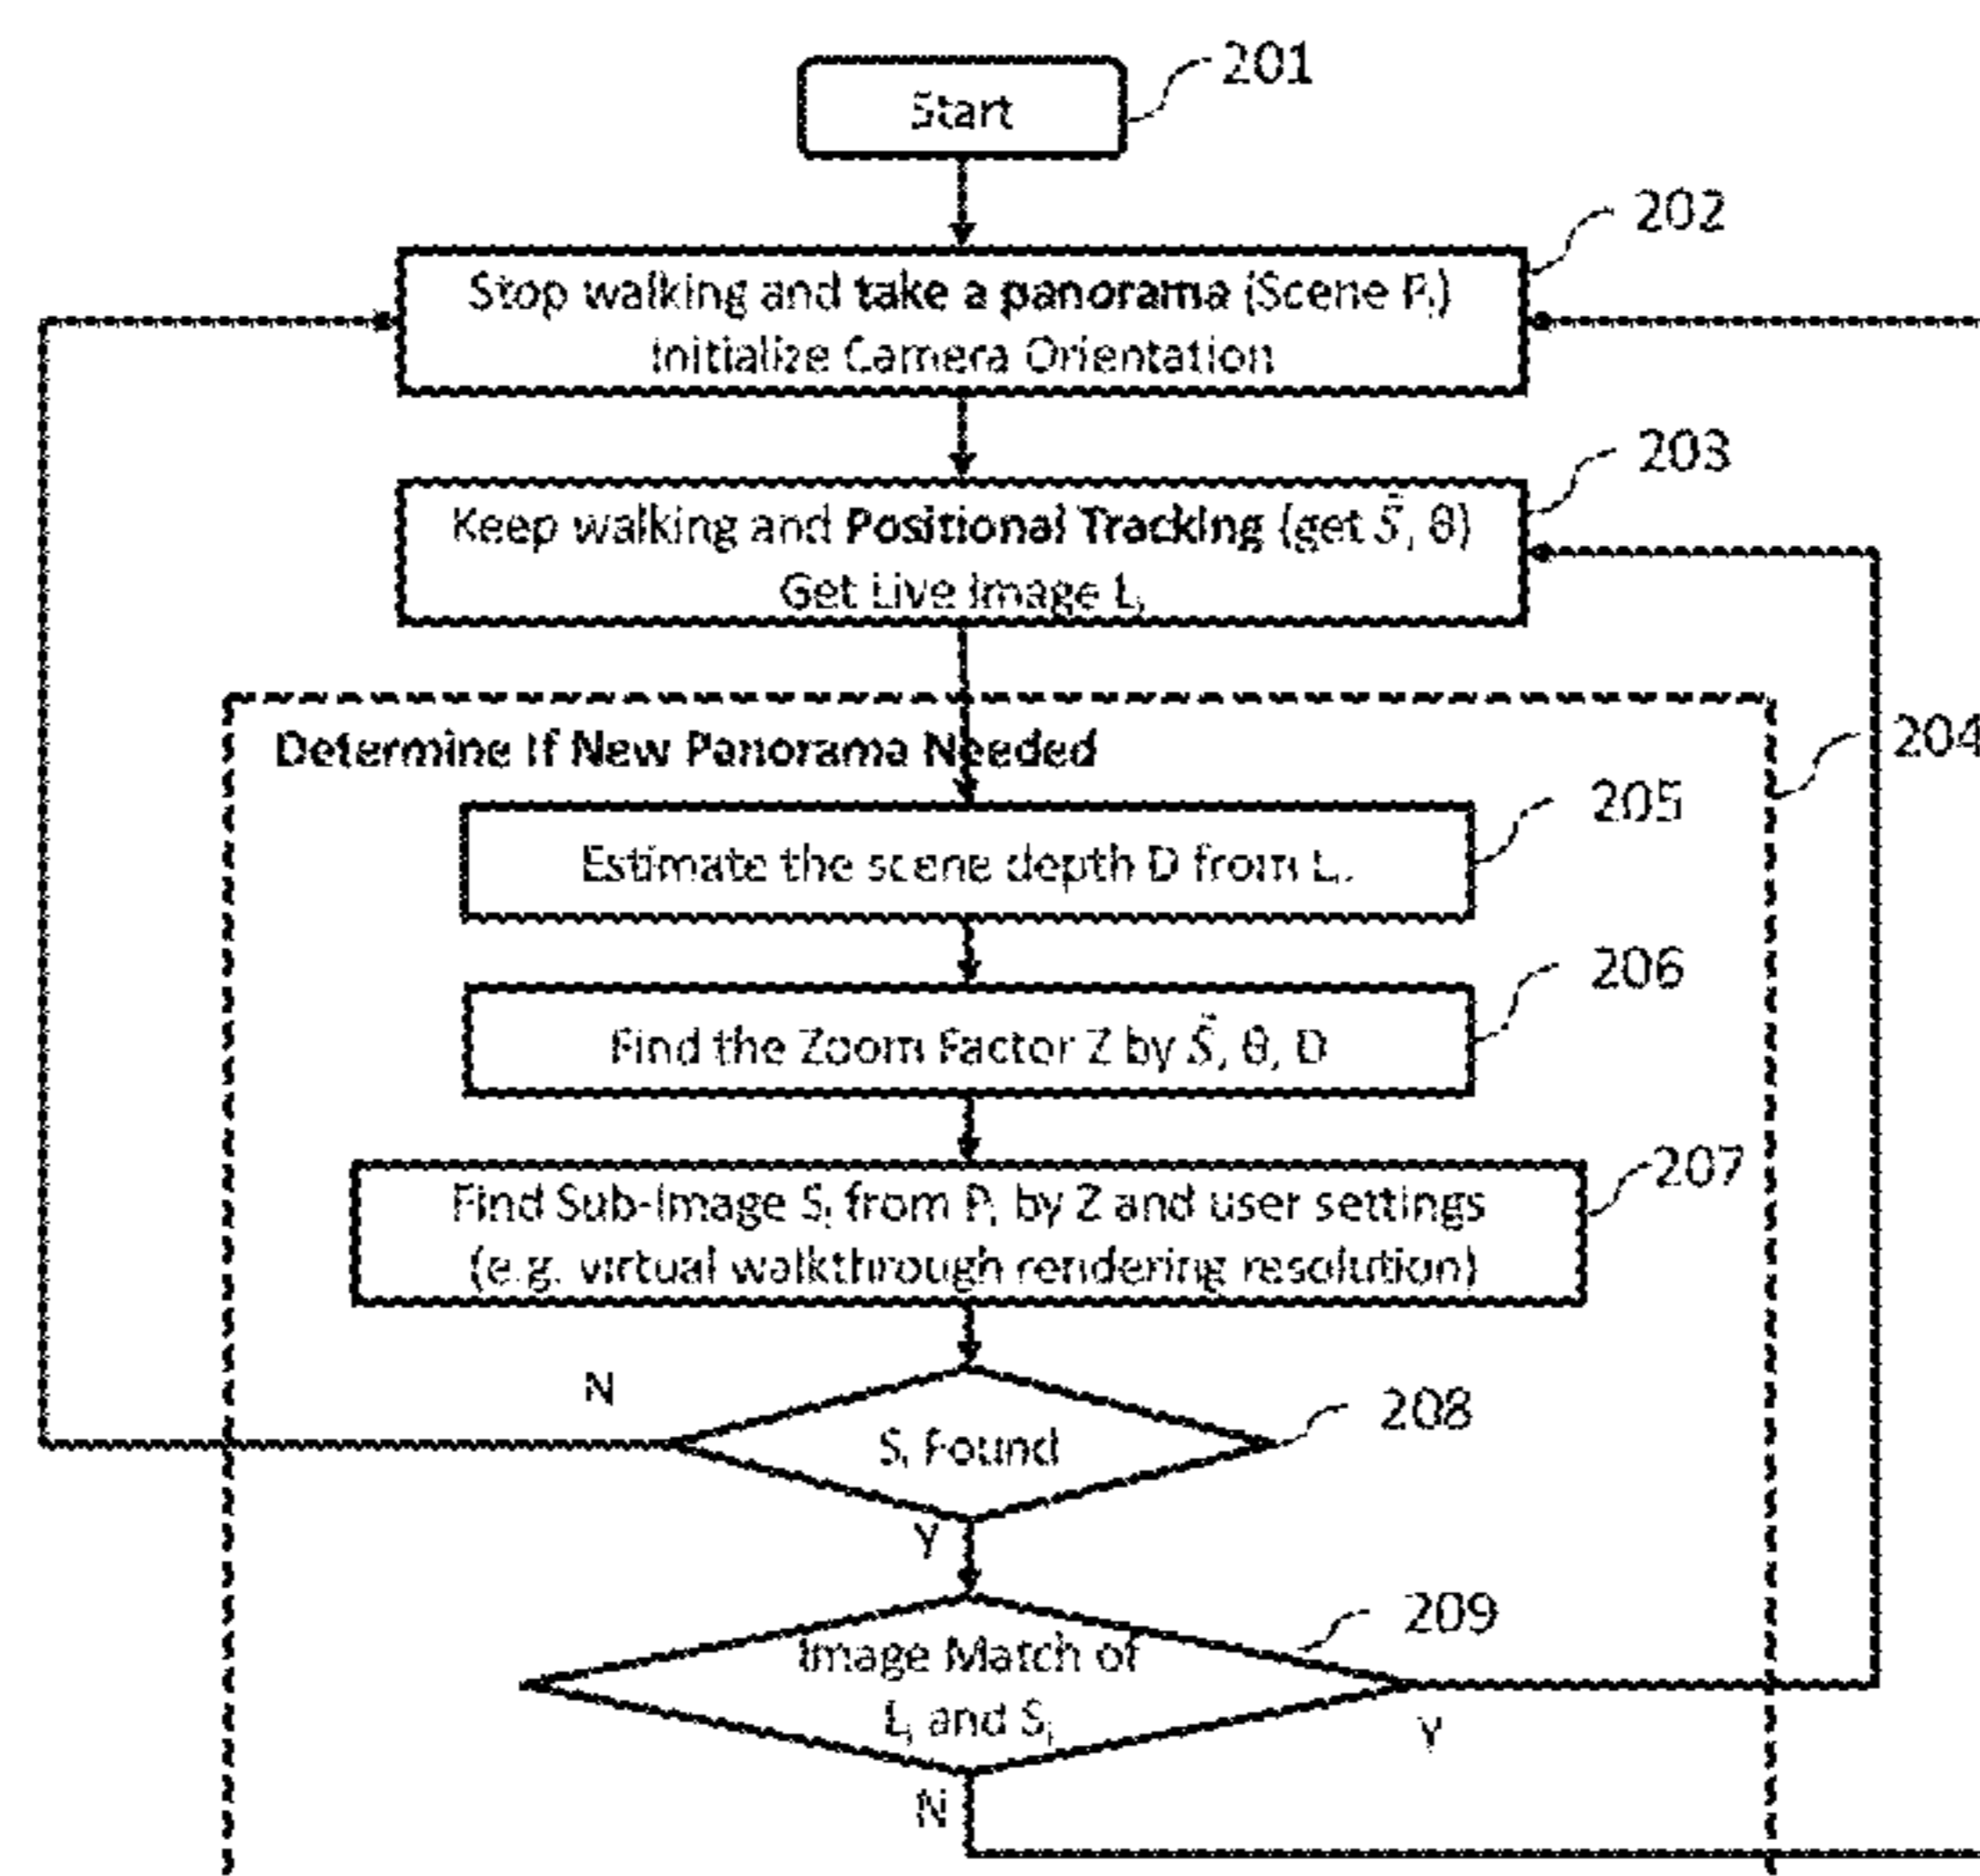 Start
201
202
Stop walking and take a panorama (Scene Pᵢ)
Initialize Camera Orientation
203
Keep walking and Positional Tracking (get S⃗, θ)
Get Live Image Lᵢ
204
Determine If New Panorama Needed
205
Estimate the scene depth D from Lᵢ.
206
Find the Zoom Factor Z by S⃗, θ, D
207
Find Sub-Image Sᵢ from Pᵢ by Z and user settings
(e.g. virtual walkthrough rendering resolution)
N
208
Sᵢ Found
Y
209
Image Match of
Lᵢ and Sᵢ
Y
N